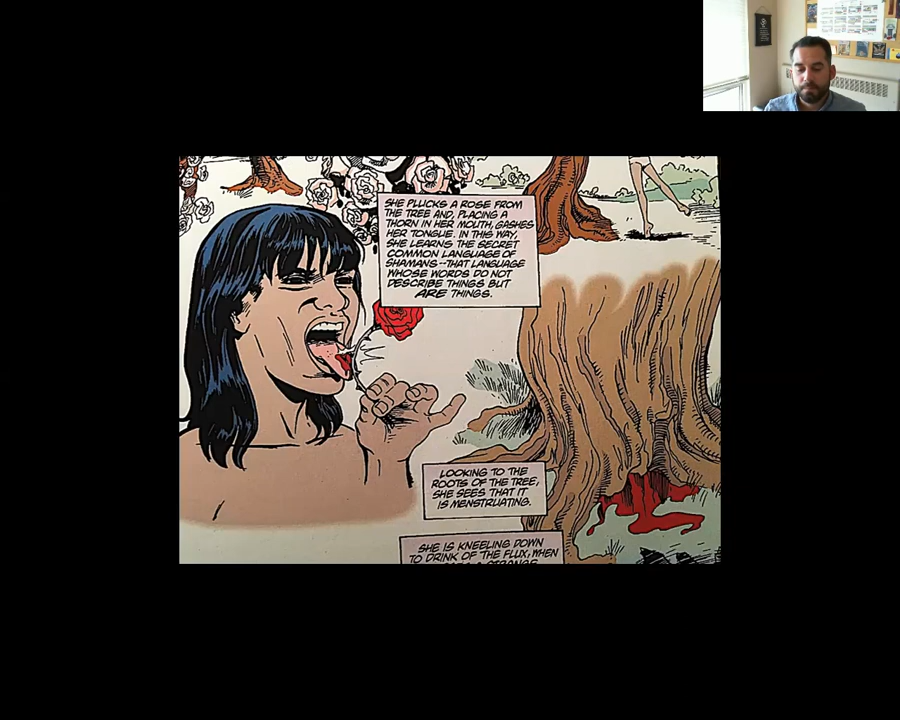 SHE PLUCKS A ROSE FROM
THE TREE AND, PLACING A
THORN IN HER MOUTH, GASHES
HER TONGUE. IN THIS WAY,
SHE LEARNS THE SECRET
COMMON LANGUAGE OF
SHAMANS--THAT LANGUAGE
WHOSE WORDS DO NOT
DESCRIBE THINGS BUT
ARE THINGS.
LOOKING TO THE
ROOTS OF THE TREE,
SHE SEES THAT IT
IS MENSTRUATING.
SHE IS KNEELING DOWN
TO DRINK OF THE FLUX, WHEN
A STRANGE